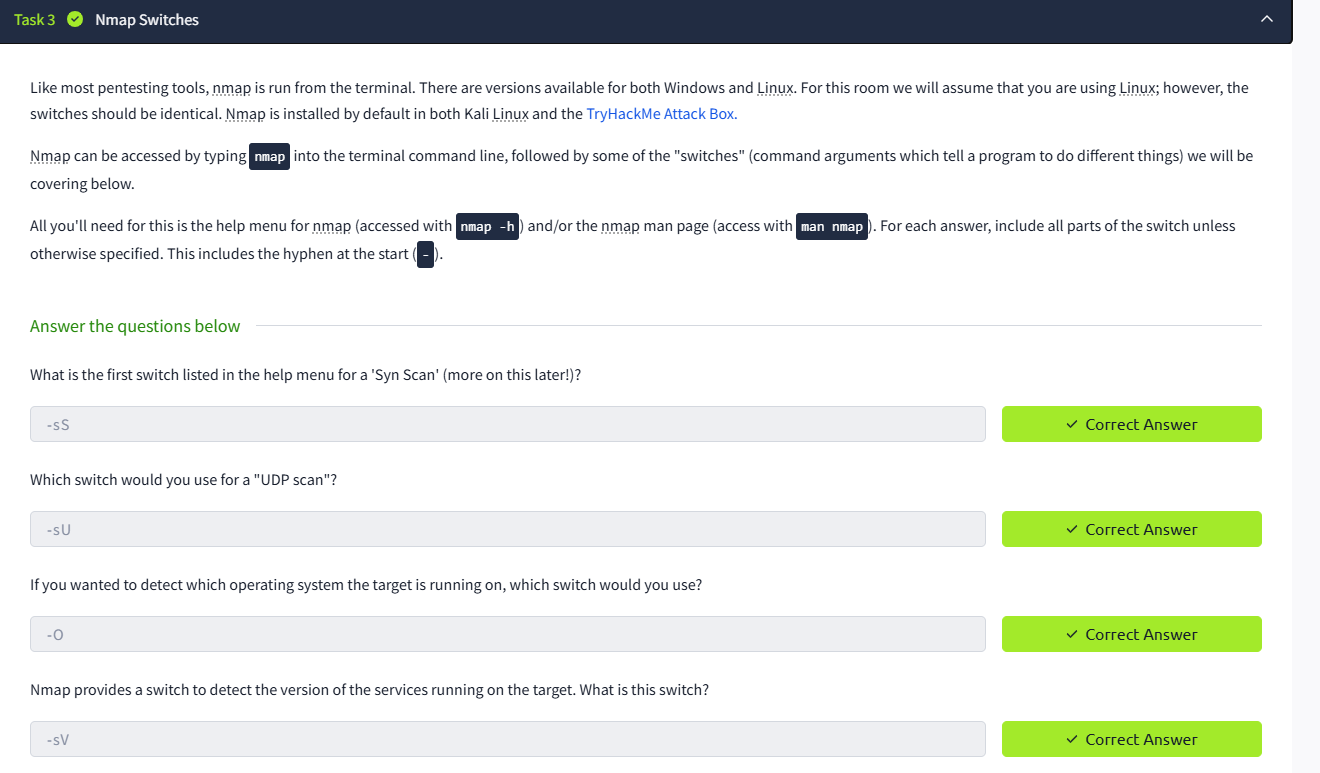 Task 3 Nmap Switches
Like most pentesting tools, nmap is run from the terminal. There are versions available for both Windows and Linux. For this room we will assume that you are using Linux; however, the
switches should be identical. Nmap is installed by default in both Kali Linux and the TryHackMe Attack Box.
Nmap can be accessed by typing nmap into the terminal command line, followed by some of the "switches" (command arguments which tell a program to do different things) we will be
covering below.
All you'll need for this is the help menu for nmap (accessed with nmap -h) and/or the nmap man page (access with man nmap). For each answer, include all parts of the switch unless
otherwise specified. This includes the hyphen at the start (-).
Answer the questions below
What is the first switch listed in the help menu for a 'Syn Scan' (more on this later!)?
-sS
Correct Answer
Which switch would you use for a "UDP scan"?
-sU
Correct Answer
If you wanted to detect which operating system the target is running on, which switch would you use?
-O
Correct Answer
Nmap provides a switch to detect the version of the services running on the target. What is this switch?
-sV
Correct Answer